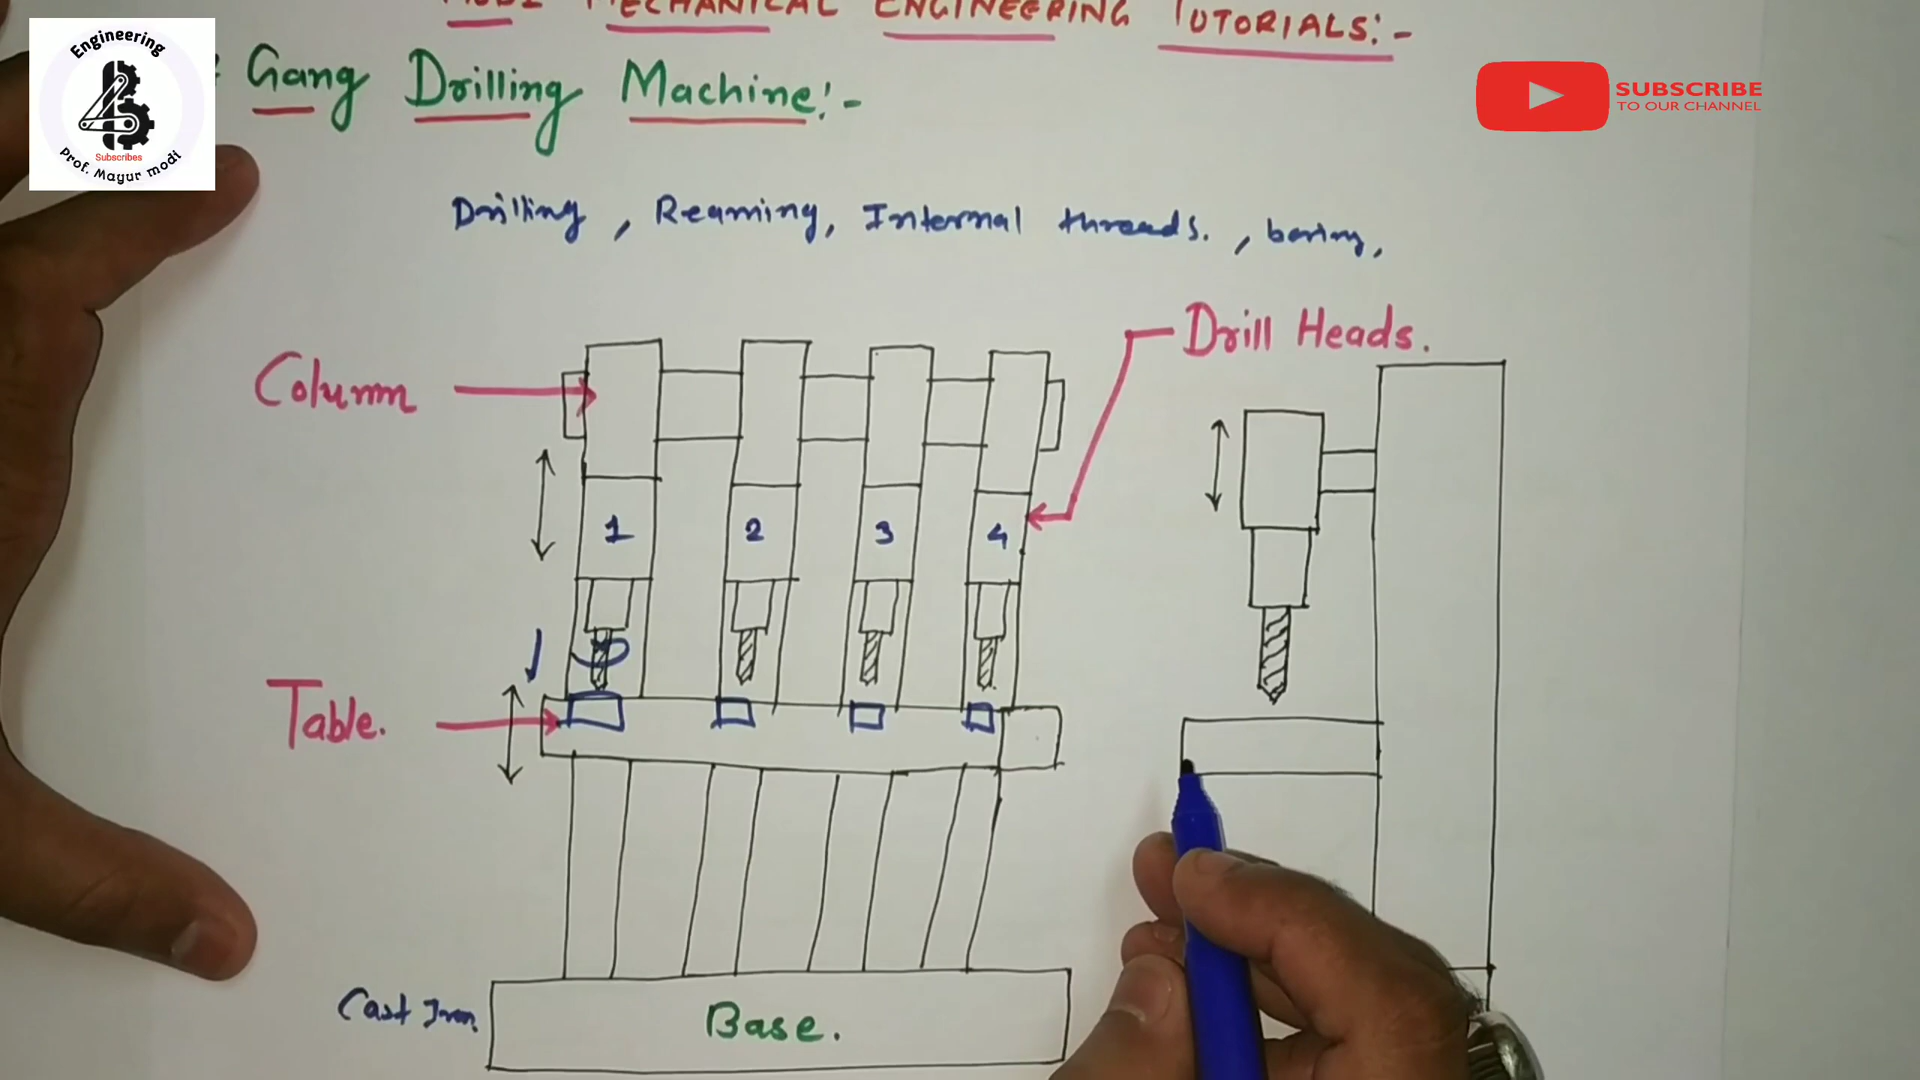 MECHANICAL ENGINEERING TUTORIALS:-
Engineering
Subscribes
Prof. Mayur modi
Gang Drilling Machine:-
SUBSCRIBE
TO OUR CHANNEL
Drilling, Reaming, Internal threads., boring,
Column
Drill Heads.
1 2 3 4
Table.
Cast Iron
Base.